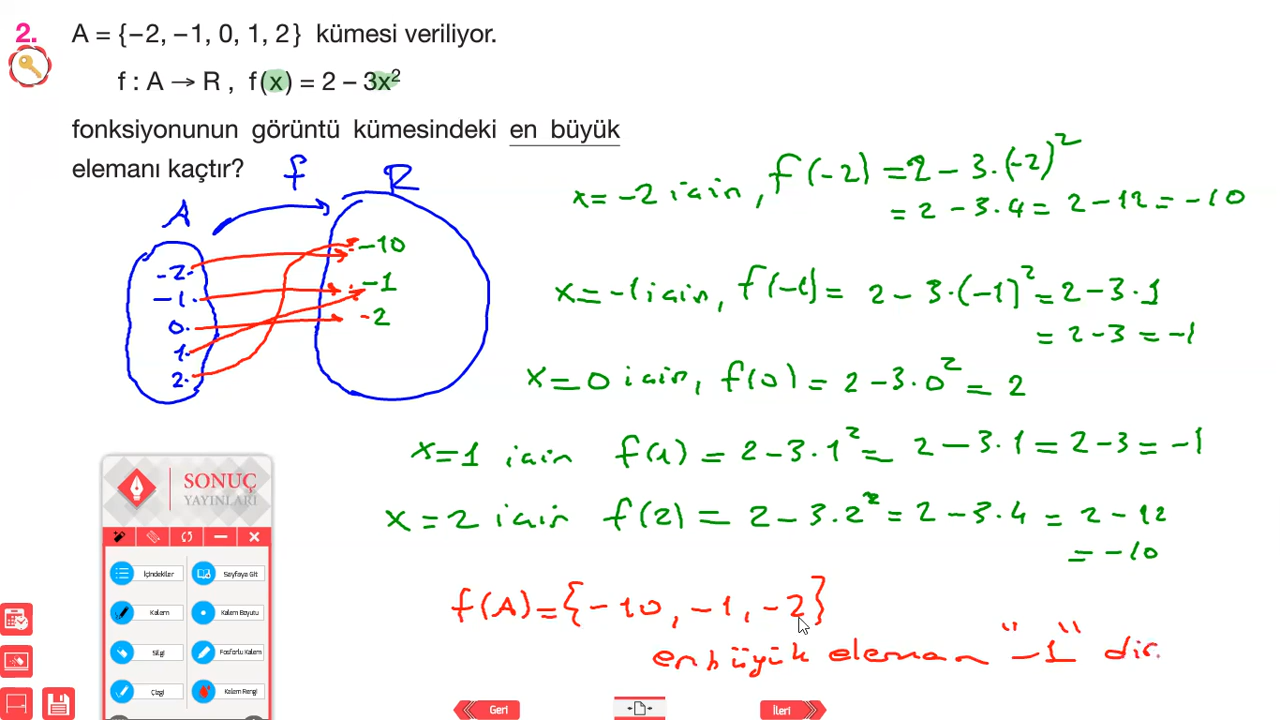 2. A = {−2, −1, 0, 1, 2} kümesi veriliyor.
f : A → R , f(x) = 2 − 3x²
fonksiyonunun görüntü kümesindeki en büyük
elemanı kaçtır?
f
A
R
-2
-1
0
1
2
-10
-1
-2
x=-2 için, f(-2) = 2 - 3.(-2)²
= 2 - 3.4 = 2 - 12 = -10
x=-1 için, f(-1) = 2 - 3.(-1)² = 2 - 3.1
= 2 - 3 = -1
x=0 için, f(0) = 2 - 3.0² = 2
x=1 için f(1) = 2 - 3.1² = 2 - 3.1 = 2 - 3 = -1
x=2 için f(2) = 2 - 3.2² = 2 - 3.4 = 2 - 12
= -10
f(A) = {-10, -1, -2}
en büyük eleman "-1" dir.
SONUÇ
YAYINLARI
İçindekiler
Sayfaya Git
Kalem
Kalem Boyutu
Silgi
Fosforlu Kalem
Çizgi
Kalem Rengi
Geri
İleri